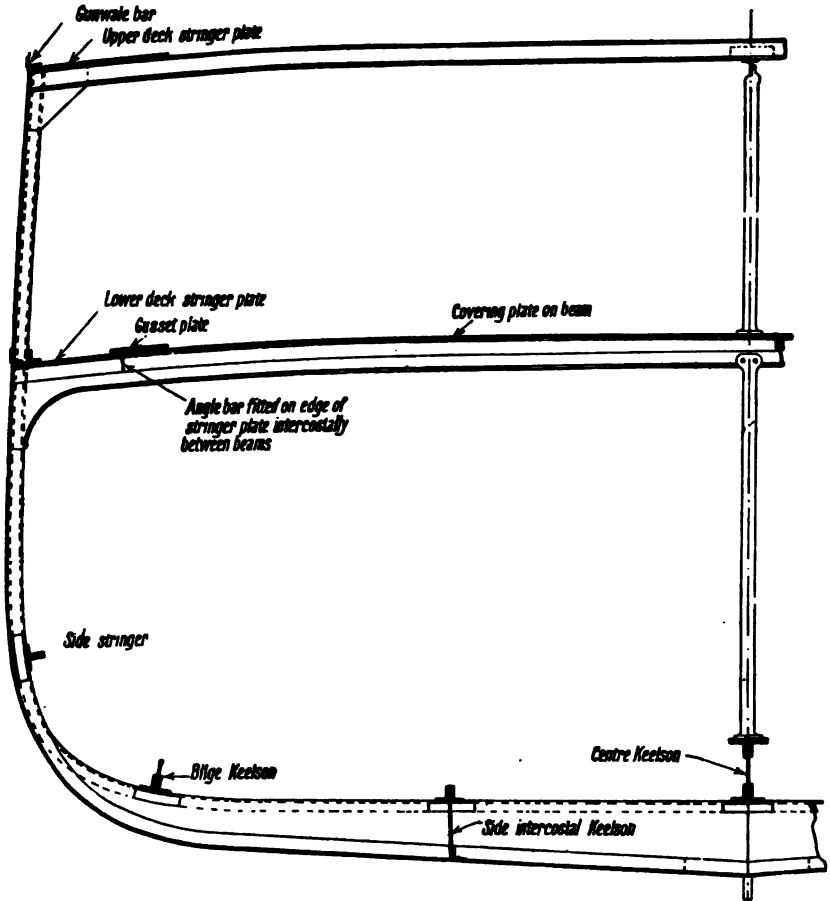 Gunwale bar
Upper deck stringer plate
Lower deck stringer plate
Gusset plate
Covering plate on beam
Angle bar fitted on edge of
stringer plate intercostally
between beams
Side stringer
Bilge Keelson
Centre Keelson
Side intercostal Keelson